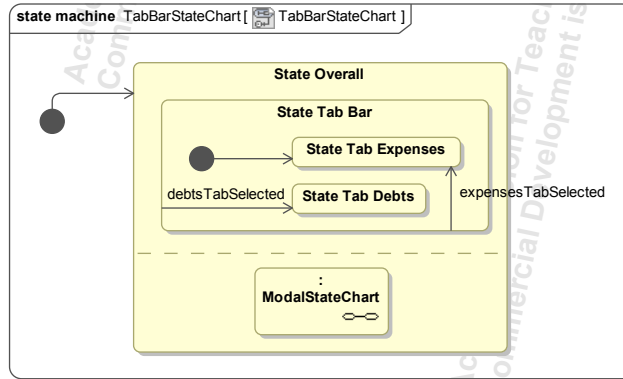 state machine TabBarStateChart [ TabBarStateChart ]
State Overall
State Tab Bar
State Tab Expenses
debtsTabSelected
State Tab Debts
expensesTabSelected
:
ModalStateChart